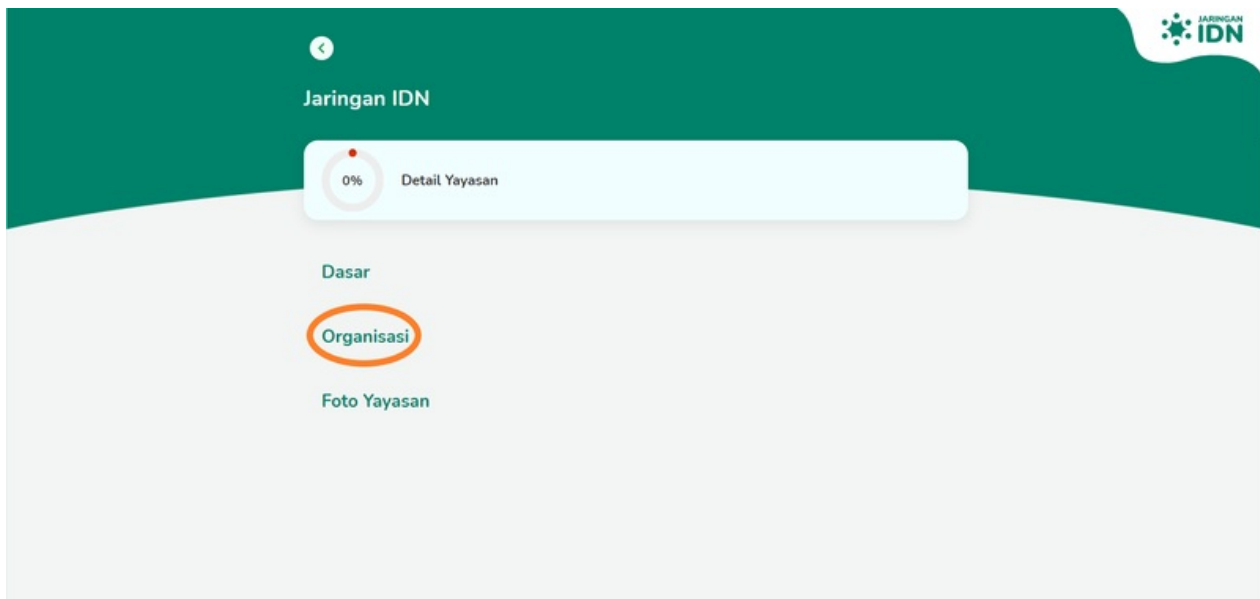 JARINGAN
IDN
Jaringan IDN
0%
Detail Yayasan
Dasar
Organisasi
Foto Yayasan